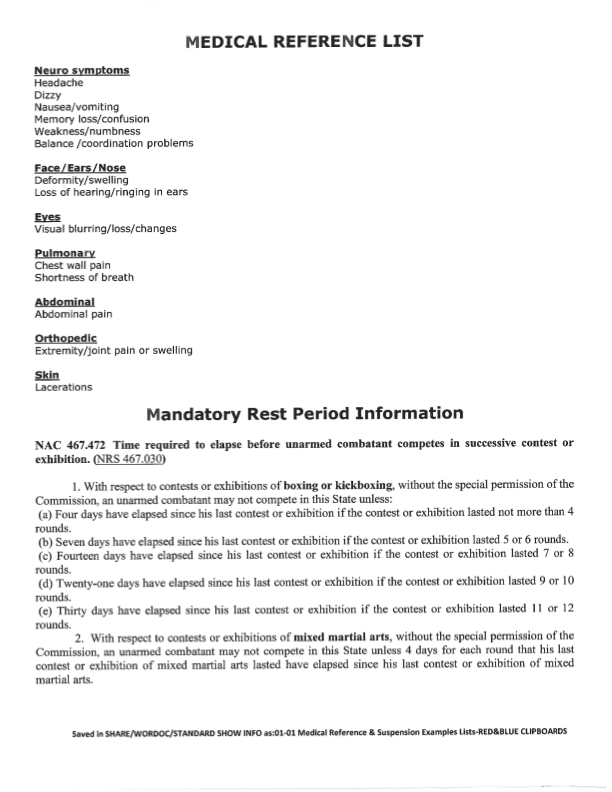 MEDICAL REFERENCE LIST
Neuro symptoms
Headache
Dizzy
Nausea/vomiting
Memory loss/confusion
Weakness/numbness
Balance /coordination problems
Face/Ears/Nose
Deformity/swelling
Loss of hearing/ringing in ears
Eyes
Visual blurring/loss/changes
Pulmonary
Chest wall pain
Shortness of breath
Abdominal
Abdominal pain
Orthopedic
Extremity/joint pain or swelling
Skin
Lacerations
Mandatory Rest Period Information
NAC 467.472 Time required to elapse before unarmed combatant competes in successive contest or
exhibition. (NRS 467.030)
1. With respect to contests or exhibitions of boxing or kickboxing, without the special permission of the
Commission, an unarmed combatant may not compete in this State unless:
(a) Four days have elapsed since his last contest or exhibition if the contest or exhibition lasted not more than 4
rounds.
(b) Seven days have elapsed since his last contest or exhibition if the contest or exhibition lasted 5 or 6 rounds.
(c) Fourteen days have elapsed since his last contest or exhibition if the contest or exhibition lasted 7 or 8
rounds.
(d) Twenty-one days have elapsed since his last contest or exhibition if the contest or exhibition lasted 9 or 10
rounds.
(e) Thirty days have elapsed since his last contest or exhibition if the contest or exhibition lasted 11 or 12
rounds.
2. With respect to contests or exhibitions of mixed martial arts, without the special permission of the
Commission, an unarmed combatant may not compete in this State unless 4 days for each round that his last
contest or exhibition of mixed martial arts lasted have elapsed since his last contest or exhibition of mixed
martial arts.
Saved in SHARE/WORDOC/STANDARD SHOW INFO as:01-01 Medical Reference & Suspension Examples Lists-RED&BLUE CLIPBOARDS